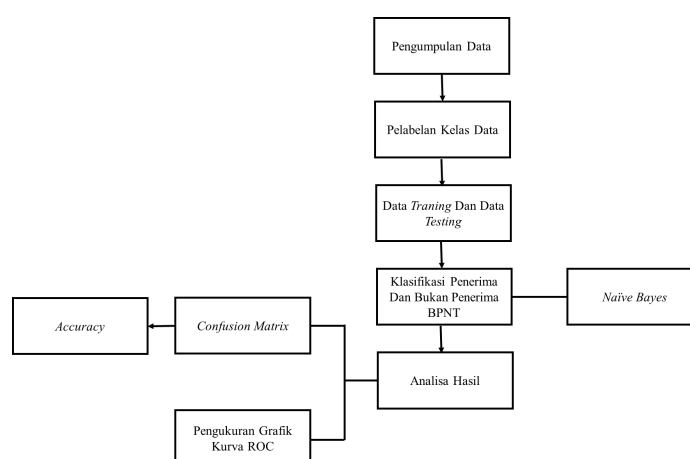 Pengumpulan Data
Pelabelan Kelas Data
Data Traning Dan Data
Testing
Klasifikasi Penerima
Dan Bukan Penerima
BPNT
Naïve Bayes
Accuracy
Confusion Matrix
Analisa Hasil
Pengukuran Grafik
Kurva ROC